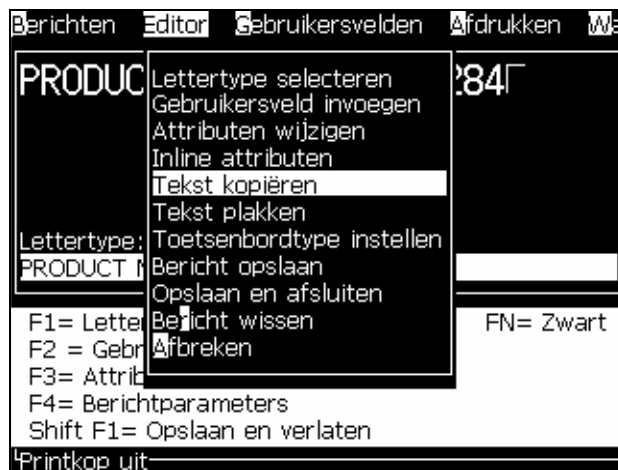 Berichten Editor Gebruikersvelden Afdrukken
PRODUC 284
Lettertype selecteren
Gebruikersveld invoegen
Attributen wijzigen
Inline attributen
Tekst kopiëren
Tekst plakken
Toetsenbordtype instellen
Bericht opslaan
Opslaan en afsluiten
Bericht wissen
Afbreken
Lettertype:
PRODUCT
F1= Letter FN= Zwart
F2 = Gebr
F3= Attrib
F4= Berichtparameters
Shift F1= Opslaan en verlaten
Printkop uit